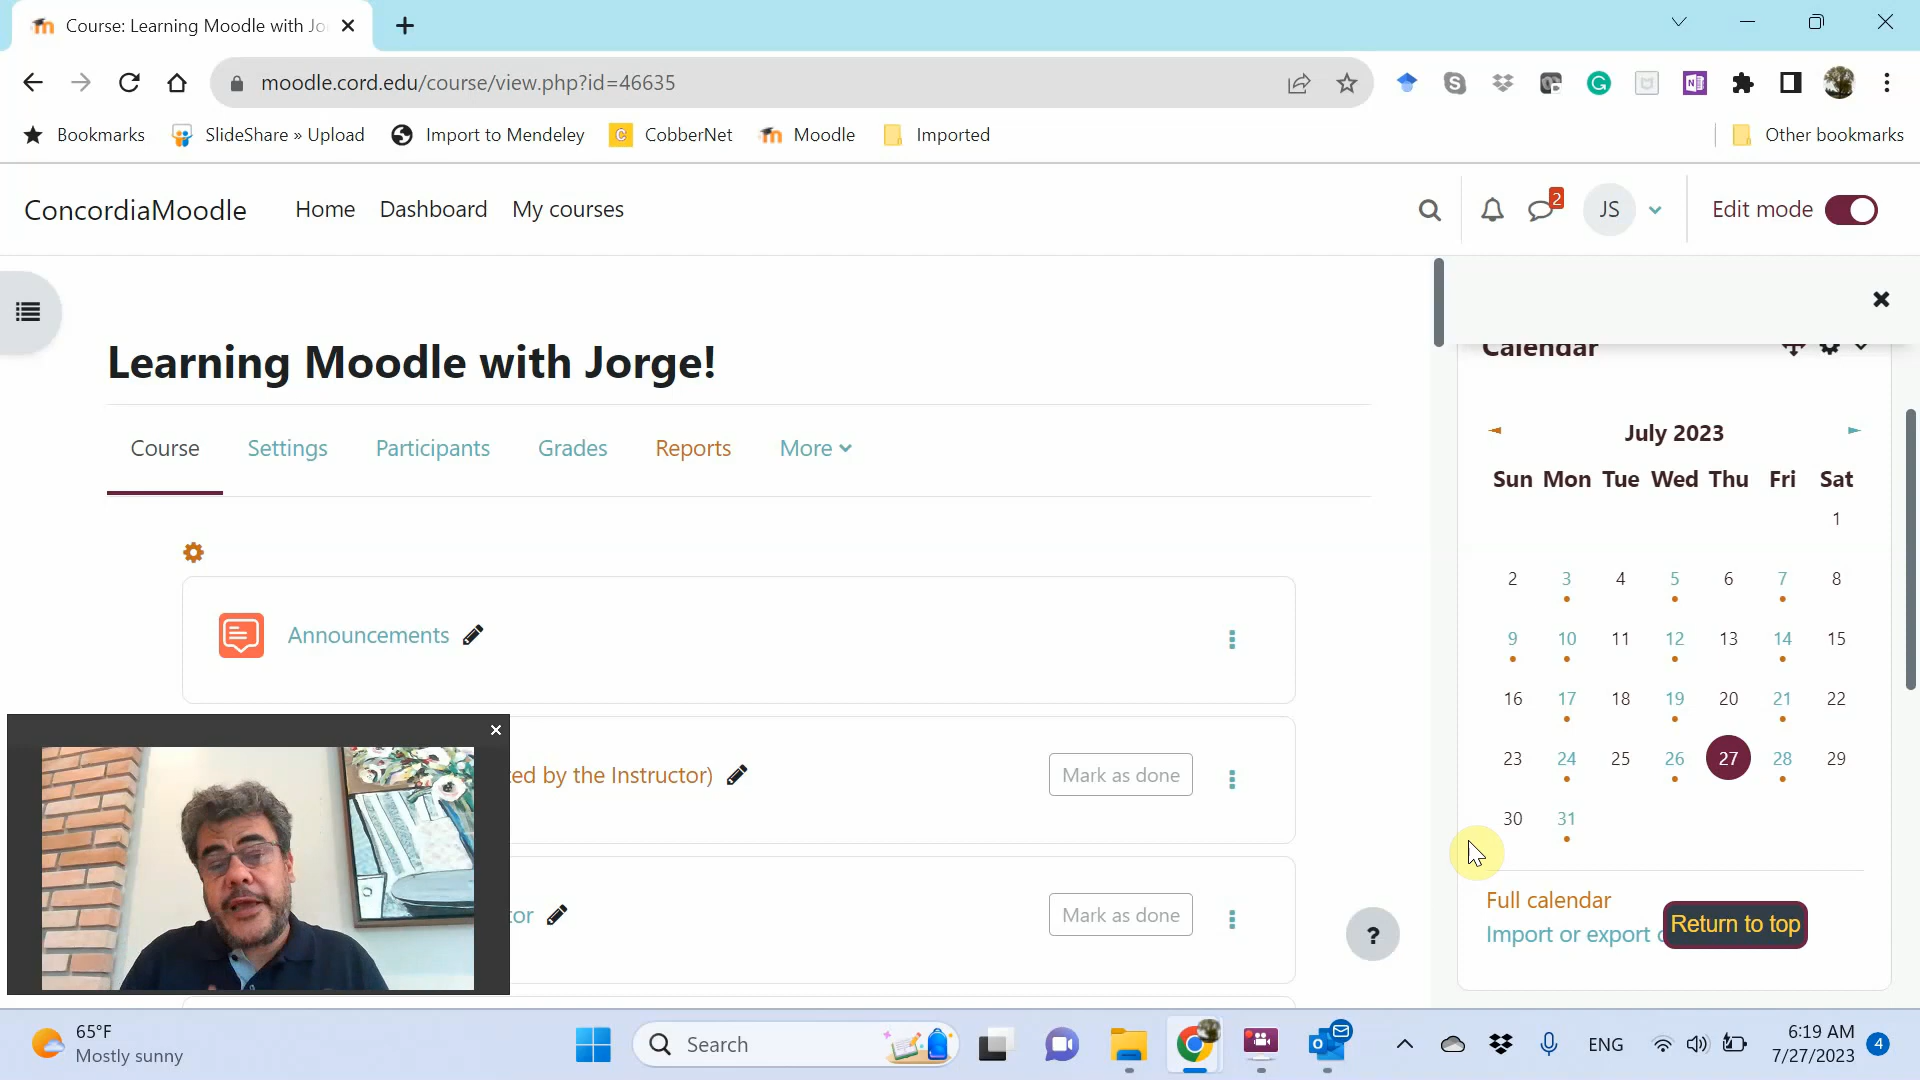 Course: Learning Moodle with Jo
moodle.cord.edu/course/view.php?id=46635
Bookmarks
SlideShare » Upload
Import to Mendeley
CobberNet
Moodle
Imported
Other bookmarks
ConcordiaMoodle
Home
Dashboard
My courses
2
JS
Edit mode
Learning Moodle with Jorge!
Course
Settings
Participants
Grades
Reports
More
Announcements
ed by the Instructor)
Mark as done
tor
Mark as done
?
Calendar
July 2023
Sun Mon Tue Wed Thu Fri Sat
1
2 3 4 5 6 7 8
9 10 11 12 13 14 15
16 17 18 19 20 21 22
23 24 25 26 27 28 29
30 31
Full calendar
Import or export
Return to top
65°F
Mostly sunny
Search
ENG
6:19 AM
7/27/2023
4